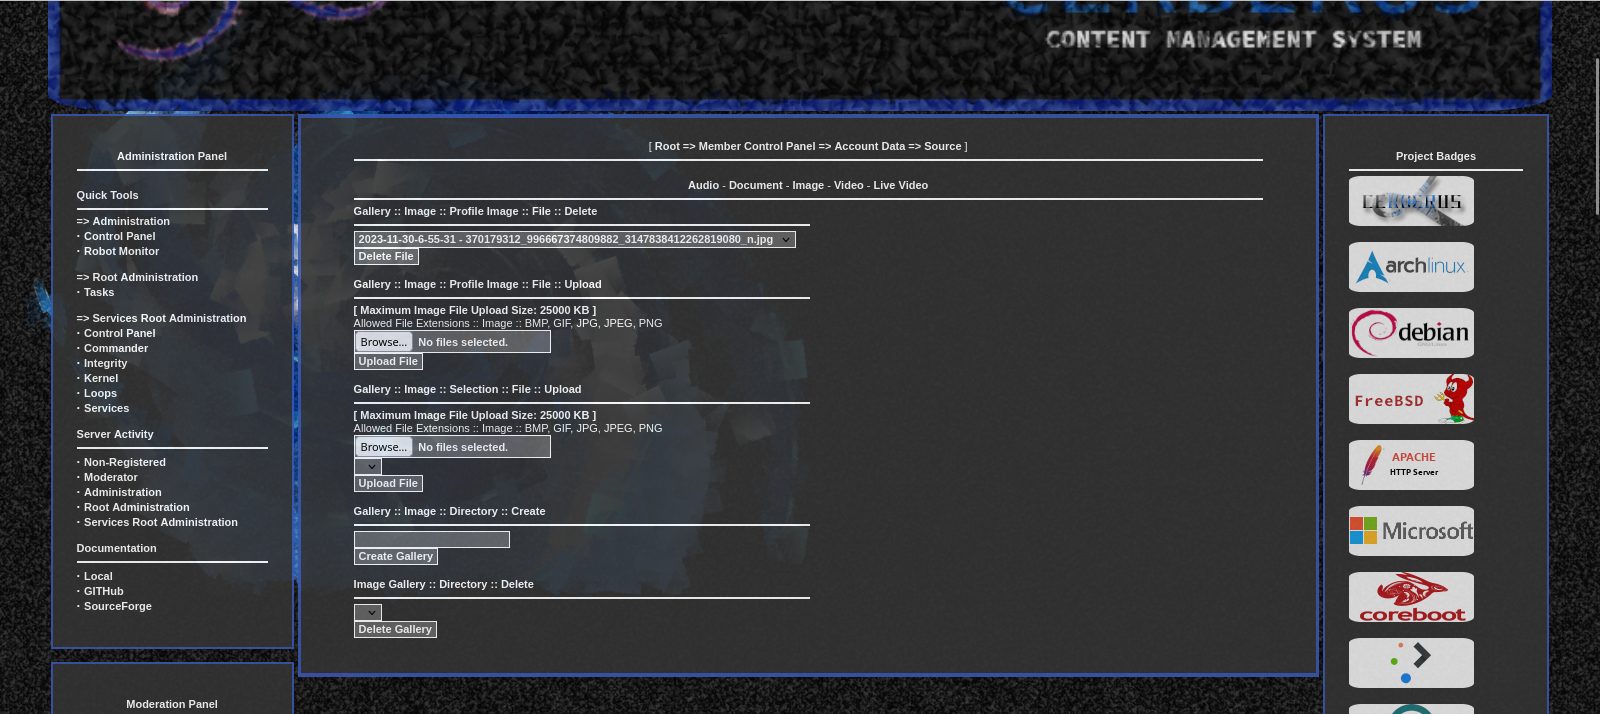 CERBERUS
CONTENT MANAGEMENT SYSTEM
Administration Panel
Quick Tools
=> Administration
· Control Panel
· Robot Monitor
=> Root Administration
· Tasks
=> Services Root Administration
· Control Panel
· Commander
· Integrity
· Kernel
· Loops
· Services
Server Activity
· Non-Registered
· Moderator
· Administration
· Root Administration
· Services Root Administration
Documentation
· Local
· GITHub
· SourceForge
Moderation Panel
[ Root => Member Control Panel => Account Data => Source ]
Audio - Document - Image - Video - Live Video
Gallery :: Image :: Profile Image :: File :: Delete
2023-11-30-6-55-31 - 370179312_996667374809882_3147838412262819080_n.jpg
Delete File
Gallery :: Image :: Profile Image :: File :: Upload
[ Maximum Image File Upload Size: 25000 KB ]
Allowed File Extensions :: Image :: BMP, GIF, JPG, JPEG, PNG
Browse... No files selected.
Upload File
Gallery :: Image :: Selection :: File :: Upload
[ Maximum Image File Upload Size: 25000 KB ]
Allowed File Extensions :: Image :: BMP, GIF, JPG, JPEG, PNG
Browse... No files selected.
Upload File
Gallery :: Image :: Directory :: Create
Create Gallery
Image Gallery :: Directory :: Delete
Delete Gallery
Project Badges
CERBERUS
archlinux
debian
FreeBSD
APACHE
HTTP Server
Microsoft
coreboot